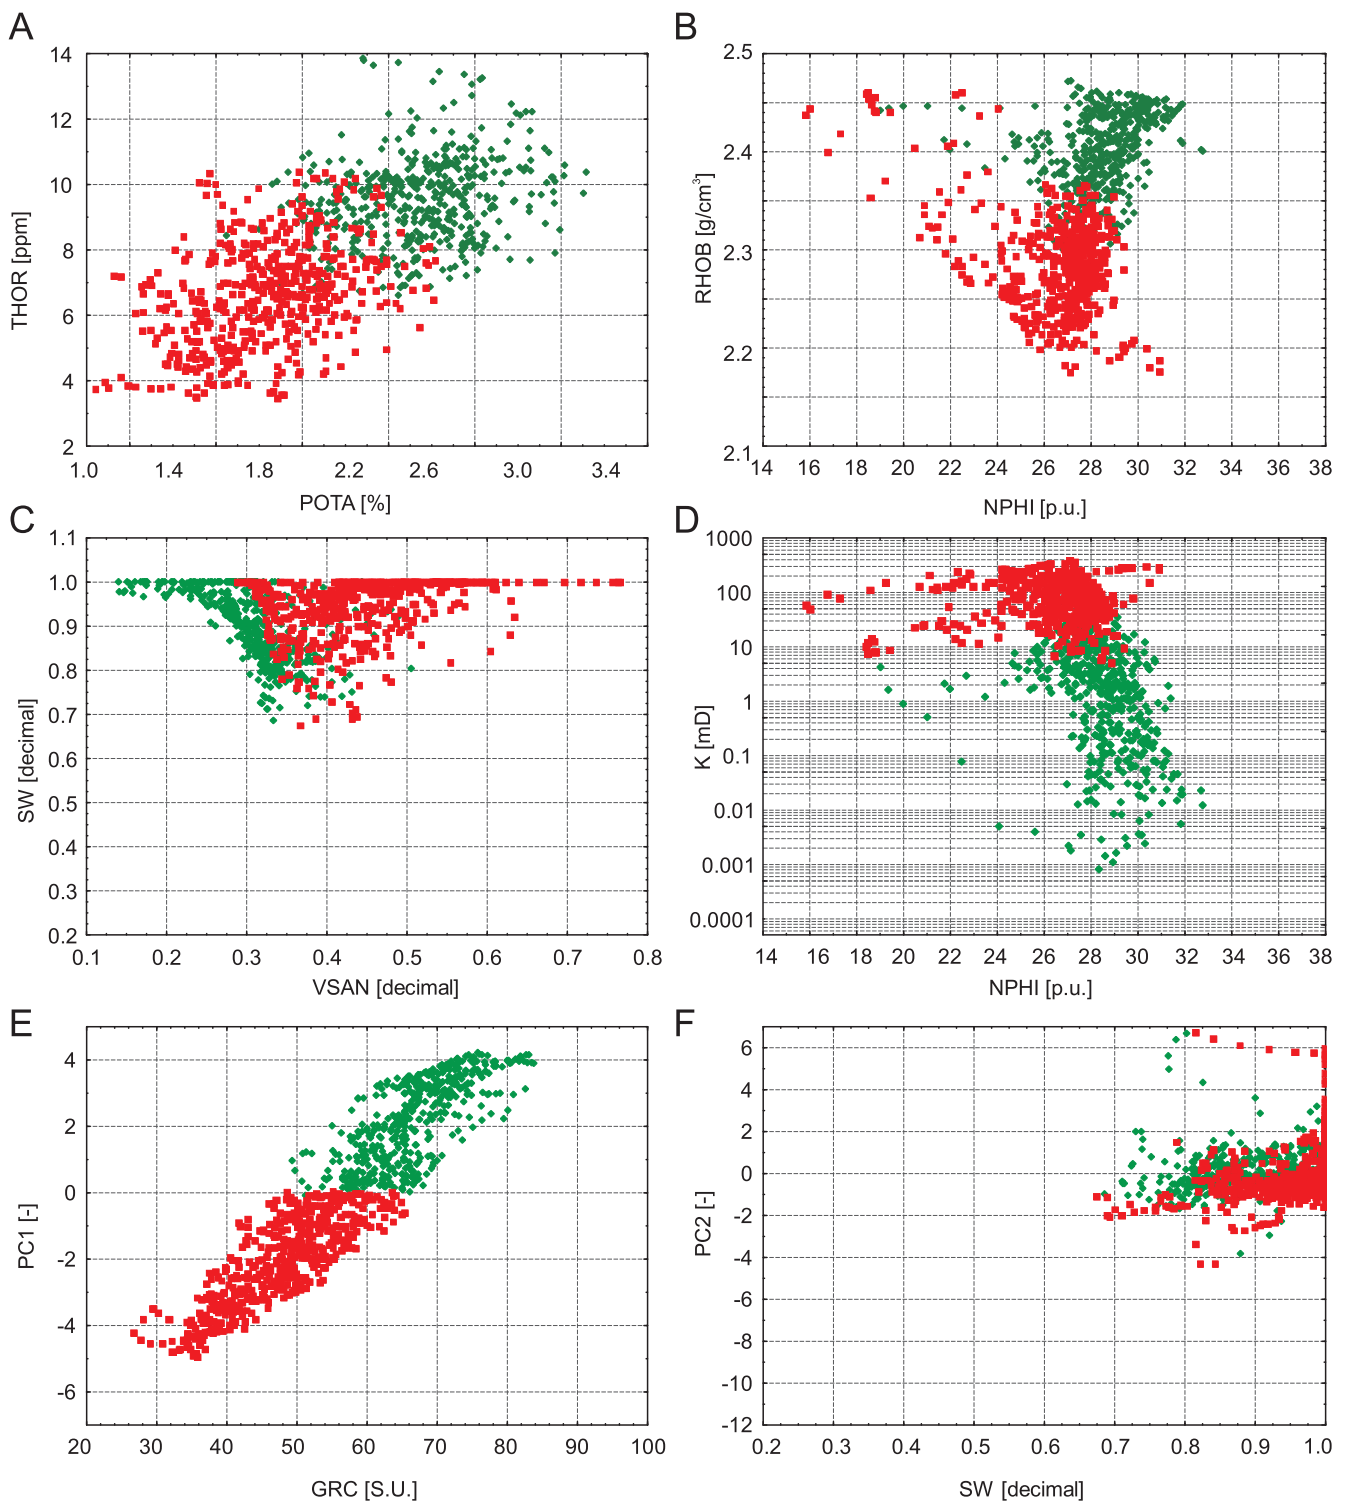 A
14
12
10
8
6
4
2
THOR [ppm]
1.0 1.4 1.8 2.2 2.6 3.0 3.4
POTA [%]
B
2.5
2.4
2.3
2.2
2.1
RHOB [g/cm³]
14 16 18 20 22 24 26 28 30 32 34 36 38
NPHI [p.u.]
C
1.1
1.0
0.9
0.8
0.7
0.6
0.5
0.4
0.3
0.2
SW [decimal]
0.1 0.2 0.3 0.4 0.5 0.6 0.7 0.8
VSAN [decimal]
D
1000
100
10
1
0.1
0.01
0.001
0.0001
K [mD]
14 16 18 20 22 24 26 28 30 32 34 36 38
NPHI [p.u.]
E
4
2
0
-2
-4
-6
PC1 [-]
20 30 40 50 60 70 80 90 100
GRC [S.U.]
F
6
4
2
0
-2
-4
-6
-8
-10
-12
PC2 [-]
0.2 0.3 0.4 0.5 0.6 0.7 0.8 0.9 1.0
SW [decimal]